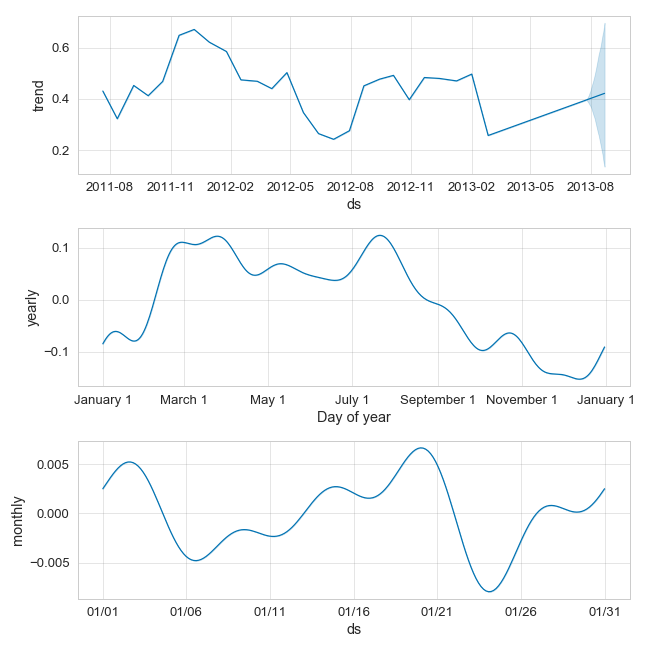 0.6
0.4
0.2
trend
2011-08 2011-11 2012-02 2012-05 2012-08 2012-11 2013-02 2013-05 2013-08
ds
0.1
0.0
−0.1
yearly
January 1 March 1 May 1 July 1 September 1 November 1 January 1
Day of year
0.005
0.000
−0.005
monthly
01/01 01/06 01/11 01/16 01/21 01/26 01/31
ds